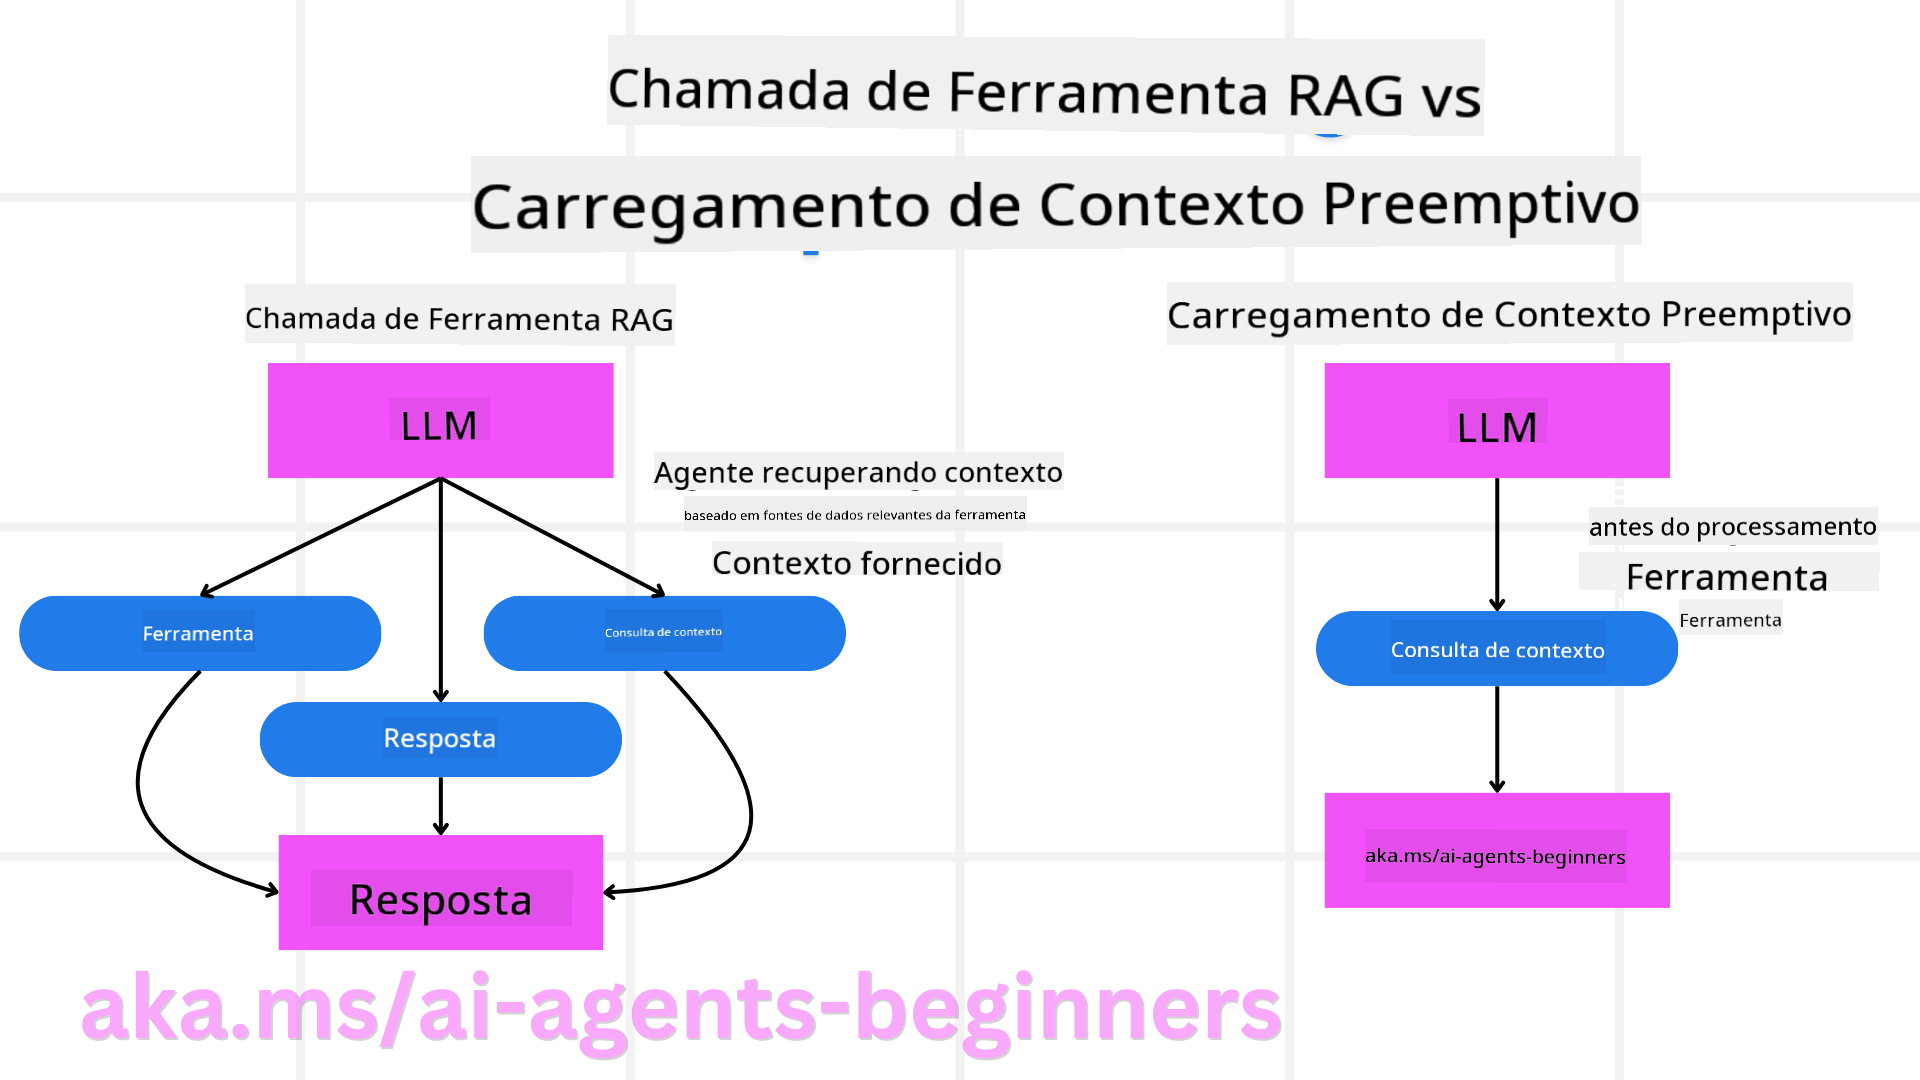 Chamada de Ferramenta RAG vs
Carregamento de Contexto Preemptivo
Chamada de Ferramenta RAG
LLM
Agente recuperando contexto
baseado em fontes de dados relevantes da ferramenta
Contexto fornecido
Ferramenta
Consulta de contexto
Resposta
Resposta
Carregamento de Contexto Preemptivo
LLM
antes do processamento
Ferramenta
Ferramenta
Consulta de contexto
aka.ms/ai-agents-beginners
aka.ms/ai-agents-beginners